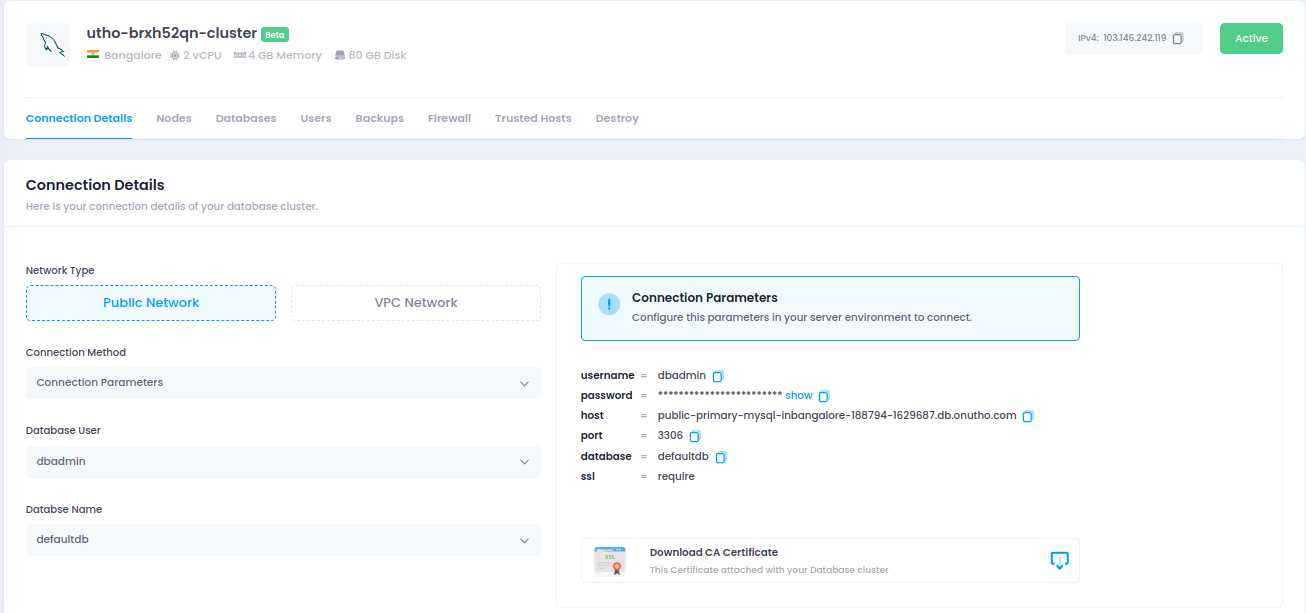 utho-brxh52qn-cluster Beta
Bangalore 2 vCPU 4 GB Memory 80 GB Disk
IPv4: 103.146.242.119
Active
Connection Details Nodes Databases Users Backups Firewall Trusted Hosts Destroy
Connection Details
Here is your connection details of your database cluster.
Network Type
Public Network VPC Network
Connection Method
Connection Parameters
Database User
dbadmin
Databse Name
defaultdb
! Connection Parameters
Configure this parameters in your server environment to connect.
username = dbadmin
password = ************************ show
host = public-primary-mysql-inbangalore-188794-1629687.db.onutho.com
port = 3306
database = defaultdb
ssl = require
SSL
Download CA Certificate
This Certificate attached with your Database cluster